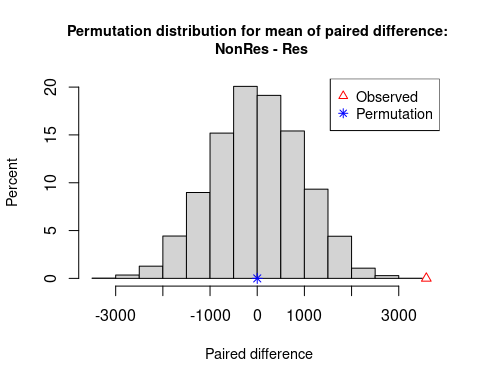 Permutation distribution for mean of paired difference:
NonRes - Res
Observed
Permutation
Percent
20
15
10
5
0
-3000 -1000 0 1000 3000
Paired difference